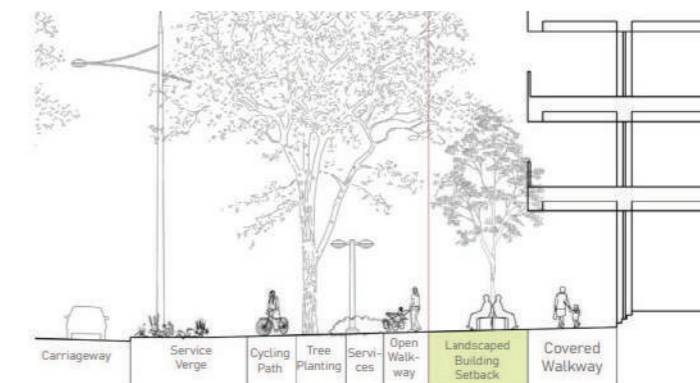 Carriageway
Service
Verge
Cycling
Path
Tree
Planting
Servi-
ces
Open
Walk-
way
Landscaped
Building
Setback
Covered
Walkway